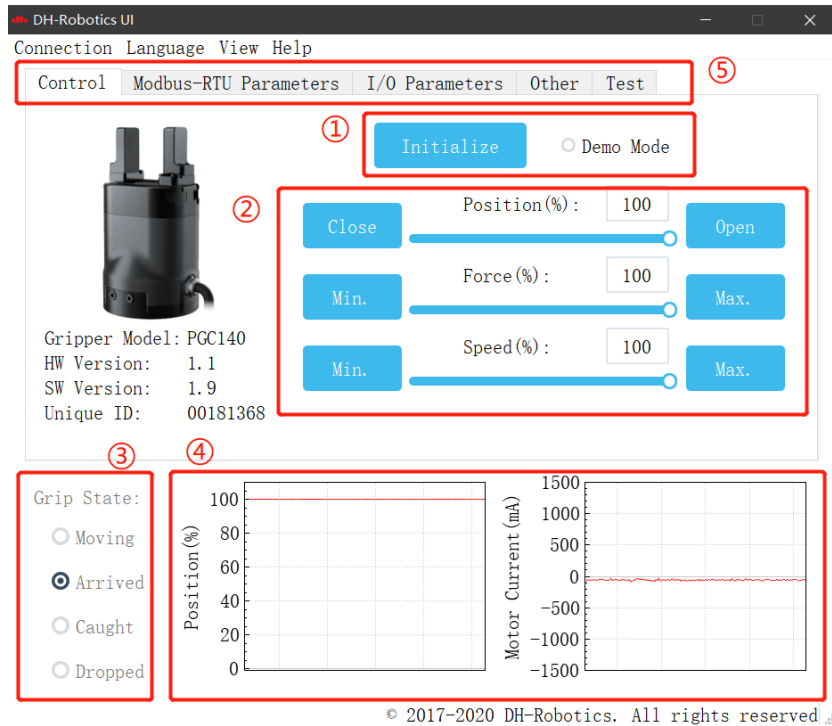 DH-Robotics UI
Connection Language View Help
Control Modbus-RTU Parameters I/O Parameters Other Test
⑤
①
Initialize Demo Mode
②
Position(%): 100
Close Open
Force(%): 100
Min. Max.
Speed(%): 100
Min. Max.
Gripper Model: PGC140
HW Version: 1.1
SW Version: 1.9
Unique ID: 00181368
③
Grip State:
Moving
Arrived
Caught
Dropped
④
Position(%)
100
80
60
40
20
0
Motor Current(mA)
1500
1000
500
0
-500
-1000
-1500
© 2017-2020 DH-Robotics. All rights reserved